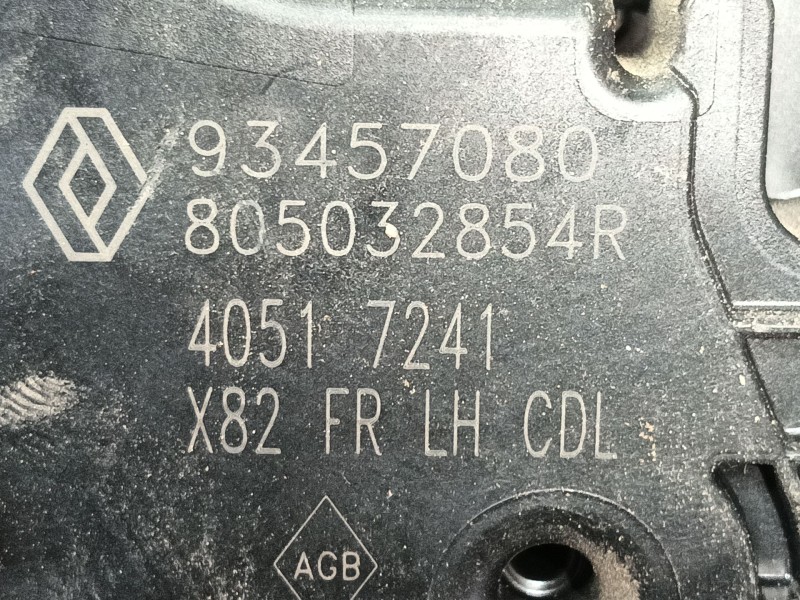 93457080
805032854R
4051 7241
X82 FR LH CDL
AGB